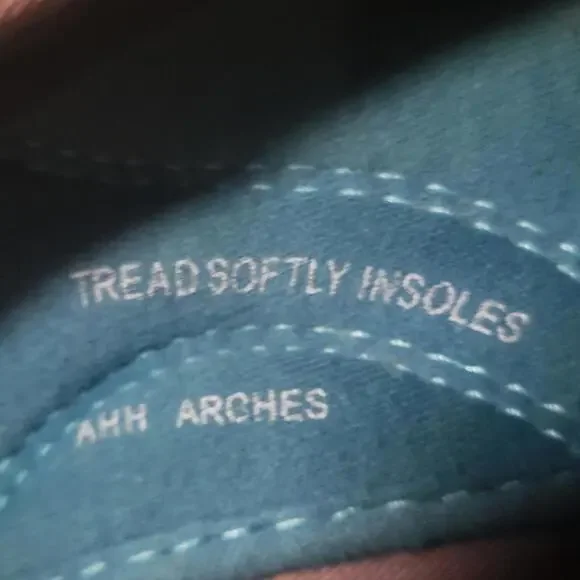 TREAD SOFTLY INSOLES
AHH ARCHES